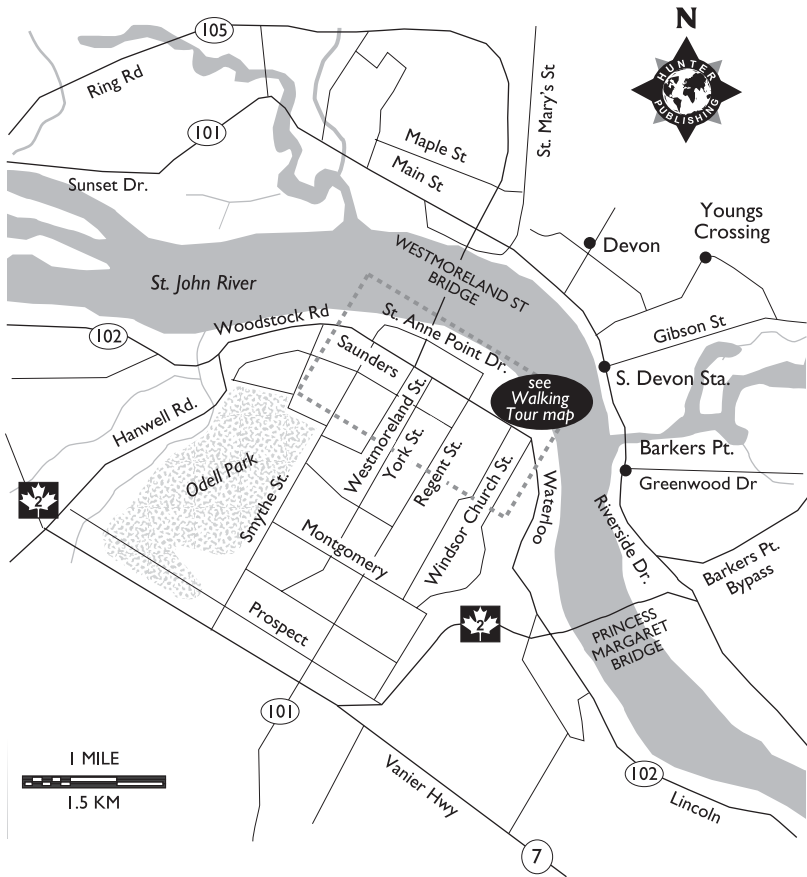 105
N
Ring Rd
HUNTER
PUBLISHING
101
Maple St
St. Mary's St
Main St
Sunset Dr.
Youngs
Crossing
Devon
WESTMORELAND ST
BRIDGE
St. John River
Woodstock Rd
St. Anne Point Dr.
Gibson St
102
Saunders
see
Walking
Tour map
S. Devon Sta.
Hanwell Rd.
Westmoreland St.
York St.
Regent St.
Barkers Pt.
Odell Park
Greenwood Dr
2
Smythe St.
Windsor Church St.
Waterloo
Riverside Dr.
Montgomery
Barkers Pt.
Bypass
Prospect
2
PRINCESS
MARGARET
BRIDGE
101
1 MILE
1.5 KM
102
Vanier Hwy
Lincoln
7